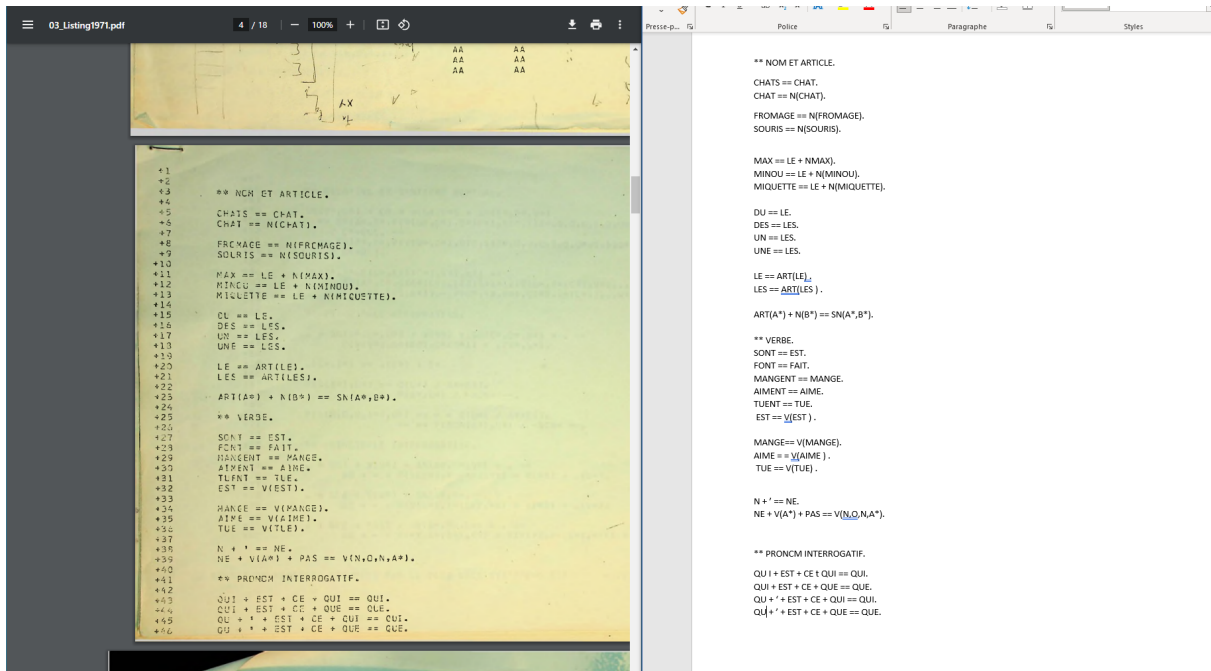 03_Listing1971.pdf
4 / 18
100%
AA AA
AA AA
AA AA
AX
+1
+2
+3 ** NOM ET ARTICLE.
+4
+5 CHATS == CHAT.
+6 CHAT == N(CHAT).
+7
+8 FROMAGE == N(FROMAGE).
+9 SOURIS == N(SOURIS).
+10
+11 MAX == LE + N(MAX).
+12 MINOU == LE + N(MINOU).
+13 MIQUETTE == LE + N(MIQUETTE).
+14
+15 DU == LE.
+16 DES == LES.
+17 UN == LES.
+18 UNE == LES.
+19
+20 LE == ART(LE).
+21 LES == ART(LES).
+22
+23 ART(A*) + N(B*) == SN(A*,B*).
+24
+25 ** VERBE.
+26
+27 SONT == EST.
+28 FONT == FAIT.
+29 MANGENT == MANGE.
+30 AIMENT == AIME.
+31 TUENT == TUE.
+32 EST == V(EST).
+33
+34 MANGE == V(MANGE).
+35 AIME == V(AIME).
+36 TUE == V(TUE).
+37
+38 N + ' == NE.
+39 NE + V(A*) + PAS == V(N,O,N,A*).
+40
+41 ** PRONOM INTERROGATIF.
+42
+43 QUI + EST + CE + QUI == QUI.
+44 QUI + EST + CE + QUE == QUE.
+45 QU + ' + EST + CE + QUI == QUI.
+46 QU + ' + EST + CE + QUE == QUE.
Presse-p...
Police
Paragraphe
Styles
** NOM ET ARTICLE.
CHATS == CHAT.
CHAT == N(CHAT).
FROMAGE == N(FROMAGE).
SOURIS == N(SOURIS).
MAX == LE + NMAX).
MINOU == LE + N(MINOU).
MIQUETTE == LE + N(MIQUETTE).
DU == LE.
DES == LES.
UN == LES.
UNE == LES.
LE == ART(LE) .
LES == ART(LES ) .
ART(A*) + N(B*) == SN(A*,B*).
** VERBE.
SONT == EST.
FONT == FAIT.
MANGENT == MANGE.
AIMENT == AIME.
TUENT == TUE.
EST == V(EST ) .
MANGE== V(MANGE).
AIME = = V(AIME ) .
TUE == V(TUE) .
N + ’ == NE.
NE + V(A*) + PAS == V(N,O,N,A*).
** PRONCM INTERROGATIF.
QU I + EST + CE t QUI == QUI.
QUI + EST + CE + QUE == QUE.
QU + ’ + EST + CE + QUI == QUI.
QU + ’ + EST + CE + QUE == QUE.